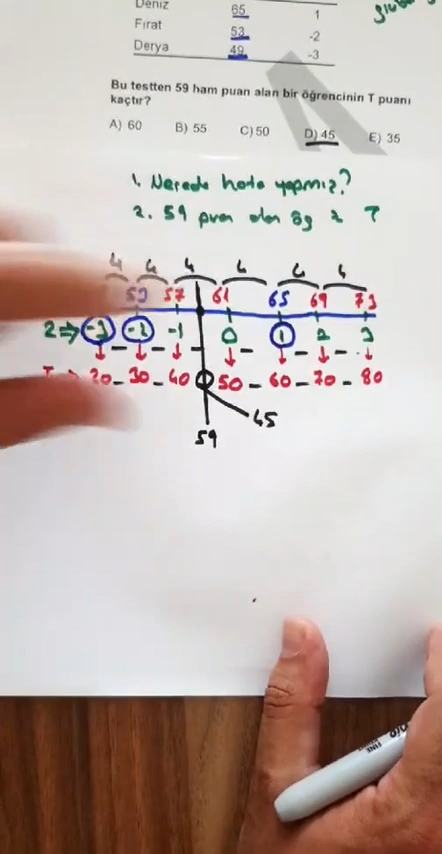 Deniz 65 1
Fırat 53 -2
Derya 49 -3
Bu testten 59 ham puan alan bir öğrencinin T puanı
kaçtır?
A) 60 B) 55 C) 50 D) 45 E) 35
1. Nerede hata yapmış?
2. 59 puan alan öğ z T
4 4 4 4 4 4
53 57 61 65 69 73
Z⇒ -3 -2 -1 0 1 2 3
20 - 30 - 40 50 - 60 - 70 - 80
45
59